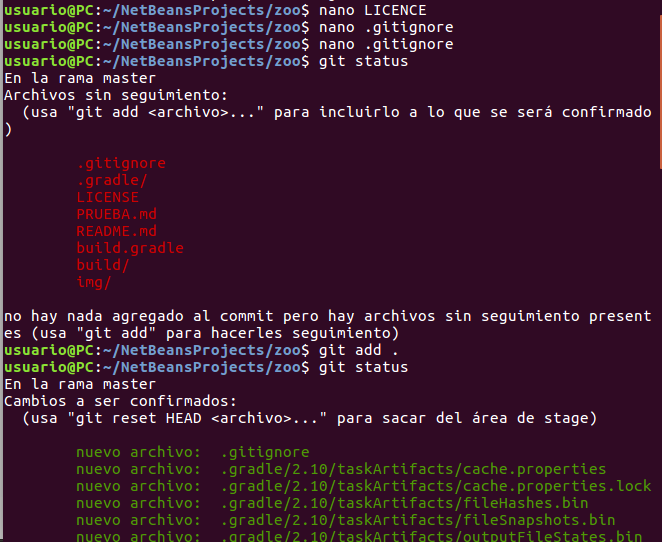 usuario@PC:~/NetBeansProjects/zoo$ nano LICENCE
usuario@PC:~/NetBeansProjects/zoo$ nano .gitignore
usuario@PC:~/NetBeansProjects/zoo$ nano .gitignore
usuario@PC:~/NetBeansProjects/zoo$ git status
En la rama master
Archivos sin seguimiento:
  (usa "git add <archivo>..." para incluirlo a lo que se será confirmado
)
        .gitignore
        .gradle/
        LICENSE
        PRUEBA.md
        README.md
        build.gradle
        build/
        img/
no hay nada agregado al commit pero hay archivos sin seguimiento present
es (usa "git add" para hacerles seguimiento)
usuario@PC:~/NetBeansProjects/zoo$ git add .
usuario@PC:~/NetBeansProjects/zoo$ git status
En la rama master
Cambios a ser confirmados:
  (usa "git reset HEAD <archivo>..." para sacar del área de stage)
        nuevo archivo:  .gitignore
        nuevo archivo:  .gradle/2.10/taskArtifacts/cache.properties
        nuevo archivo:  .gradle/2.10/taskArtifacts/cache.properties.lock
        nuevo archivo:  .gradle/2.10/taskArtifacts/fileHashes.bin
        nuevo archivo:  .gradle/2.10/taskArtifacts/fileSnapshots.bin
        nuevo archivo:  .gradle/2.10/taskArtifacts/outputFileStates.bin